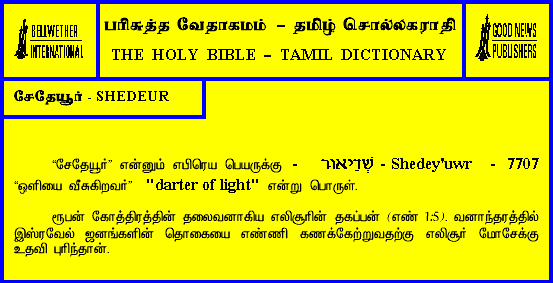 BELLWETHER
INTERNATIONAL
பரிசுத்த வேதாகமம் – தமிழ் சொல்லகராதி
THE HOLY BIBLE – TAMIL DICTIONARY
GOOD NEWS
PUBLISHERS
சேதேயூர் - SHEDEUR
“சேதேயூர்” என்னும் எபிரெய பெயருக்கு - שְׁדֵיאוּר - Shedey'uwr - 7707
“ஒளியை வீசுகிறவர்” "darter of light" என்று பொருள்.
ரூபன் கோத்திரத்தின் தலைவனாகிய எலிசூரின் தகப்பன் (எண் 1:5). வனாந்தரத்தில்
இஸ்ரவேல் ஜனங்களின் தொகையை எண்ணி கணக்கேற்றுவதற்கு எலிசூர் மோசேக்கு
உதவி புரிந்தான்.